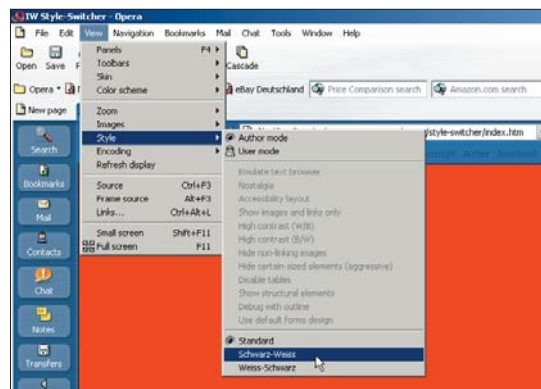 IW Style-Switcher - Opera
File Edit View Navigation Bookmarks Mail Chat Tools Window Help
Panels F4
Toolbars
Skin
Color scheme
Zoom
Images
Style
Encoding
Refresh display
Source Ctrl+F3
Frame source Alt+F3
Links... Ctrl+Alt+L
Small screen Shift+F11
Full screen F11
Open Save Cascade
Opera eBay Deutschland Price Comparison search Amazon.com search
New page
/style-switcher/index.htm
Author Download
Search
Bookmarks
Mail
Contacts
Chat
Notes
Transfers
Author mode
User mode
Emulate text browser
Nostalgia
Accessibility layout
Show images and links only
High contrast (W/B)
High contrast (B/W)
Hide non-linking images
Hide certain-sized elements (aggressive)
Disable tables
Show structural elements
Debug with outline
Use default forms design
Standard
Schwarz-Weiss
Weiss-Schwarz